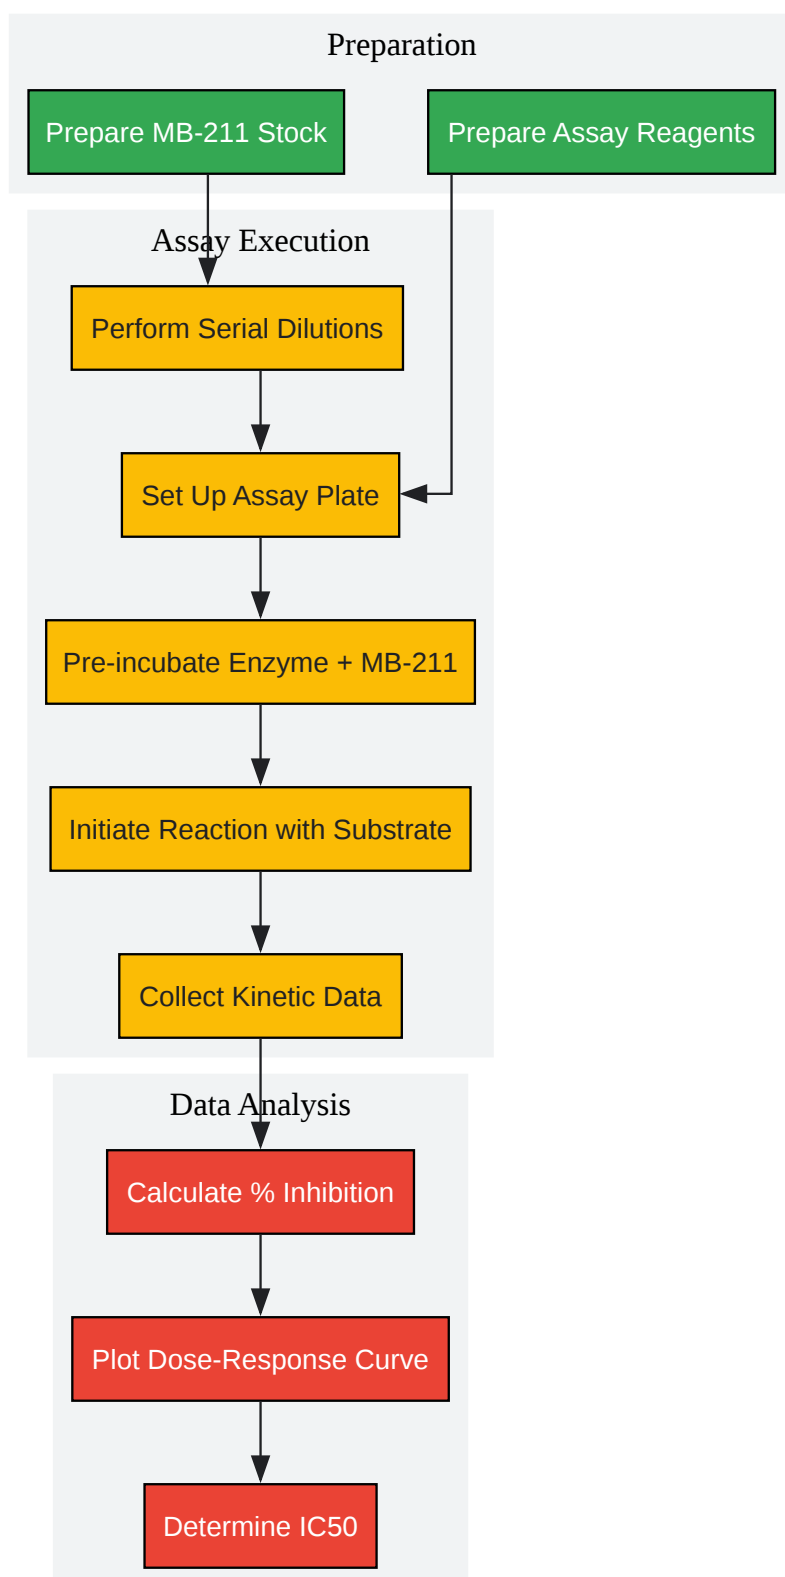 Preparation
Prepare MB-211 Stock
Prepare Assay Reagents
Assay Execution
Perform Serial Dilutions
Set Up Assay Plate
Pre-incubate Enzyme + MB-211
Initiate Reaction with Substrate
Collect Kinetic Data
Data Analysis
Calculate % Inhibition
Plot Dose-Response Curve
Determine IC50